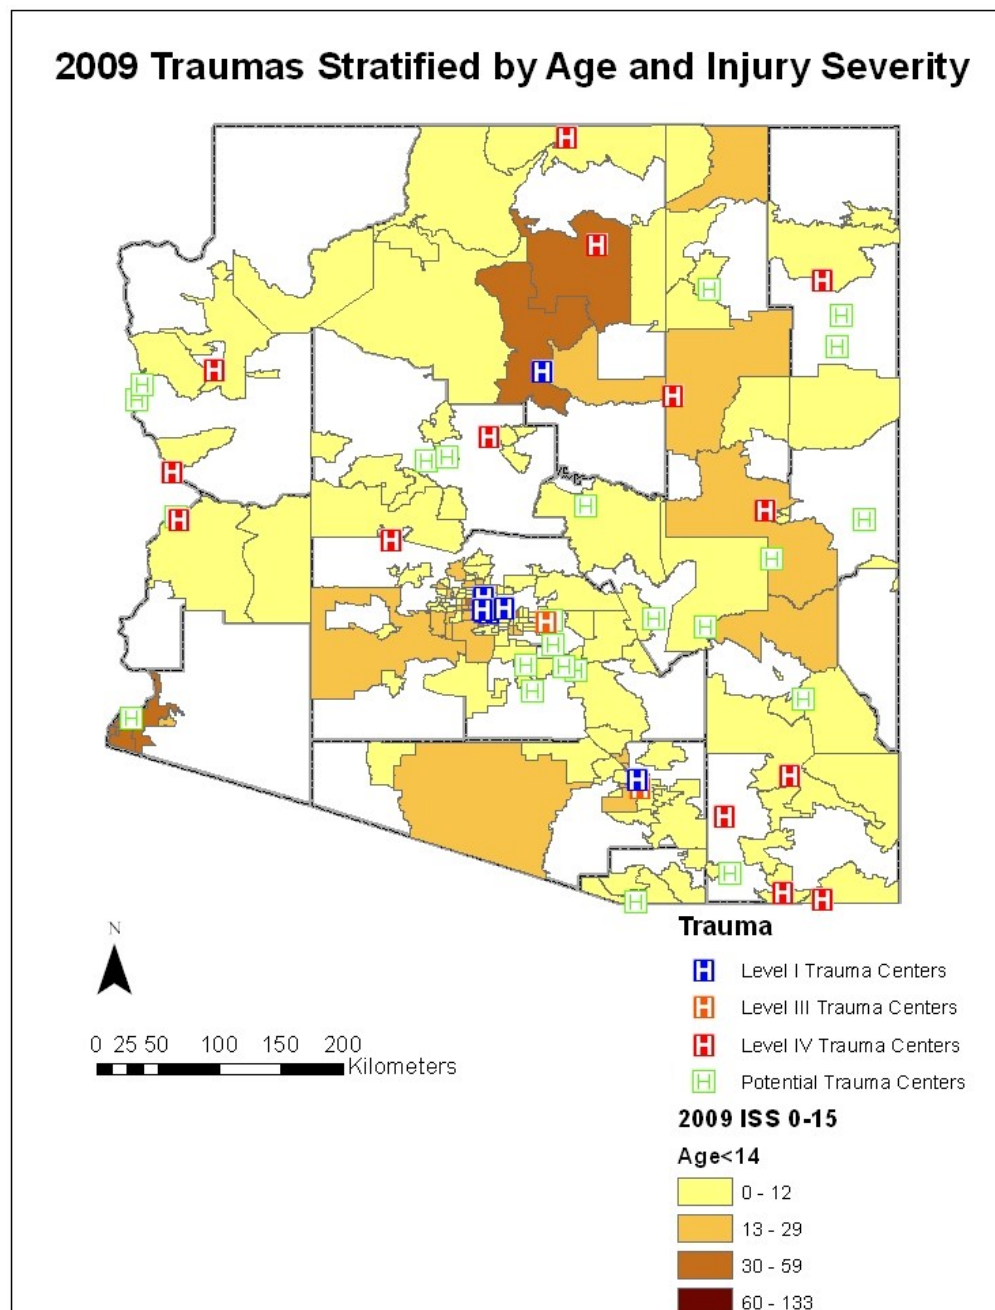 2009 Traumas Stratified by Age and Injury Severity
N
0 25 50 100 150 200
Kilometers
Trauma
H Level I Trauma Centers
H Level III Trauma Centers
H Level IV Trauma Centers
H Potential Trauma Centers
2009 ISS 0-15
Age<14
0 - 12
13 - 29
30 - 59
60 - 133